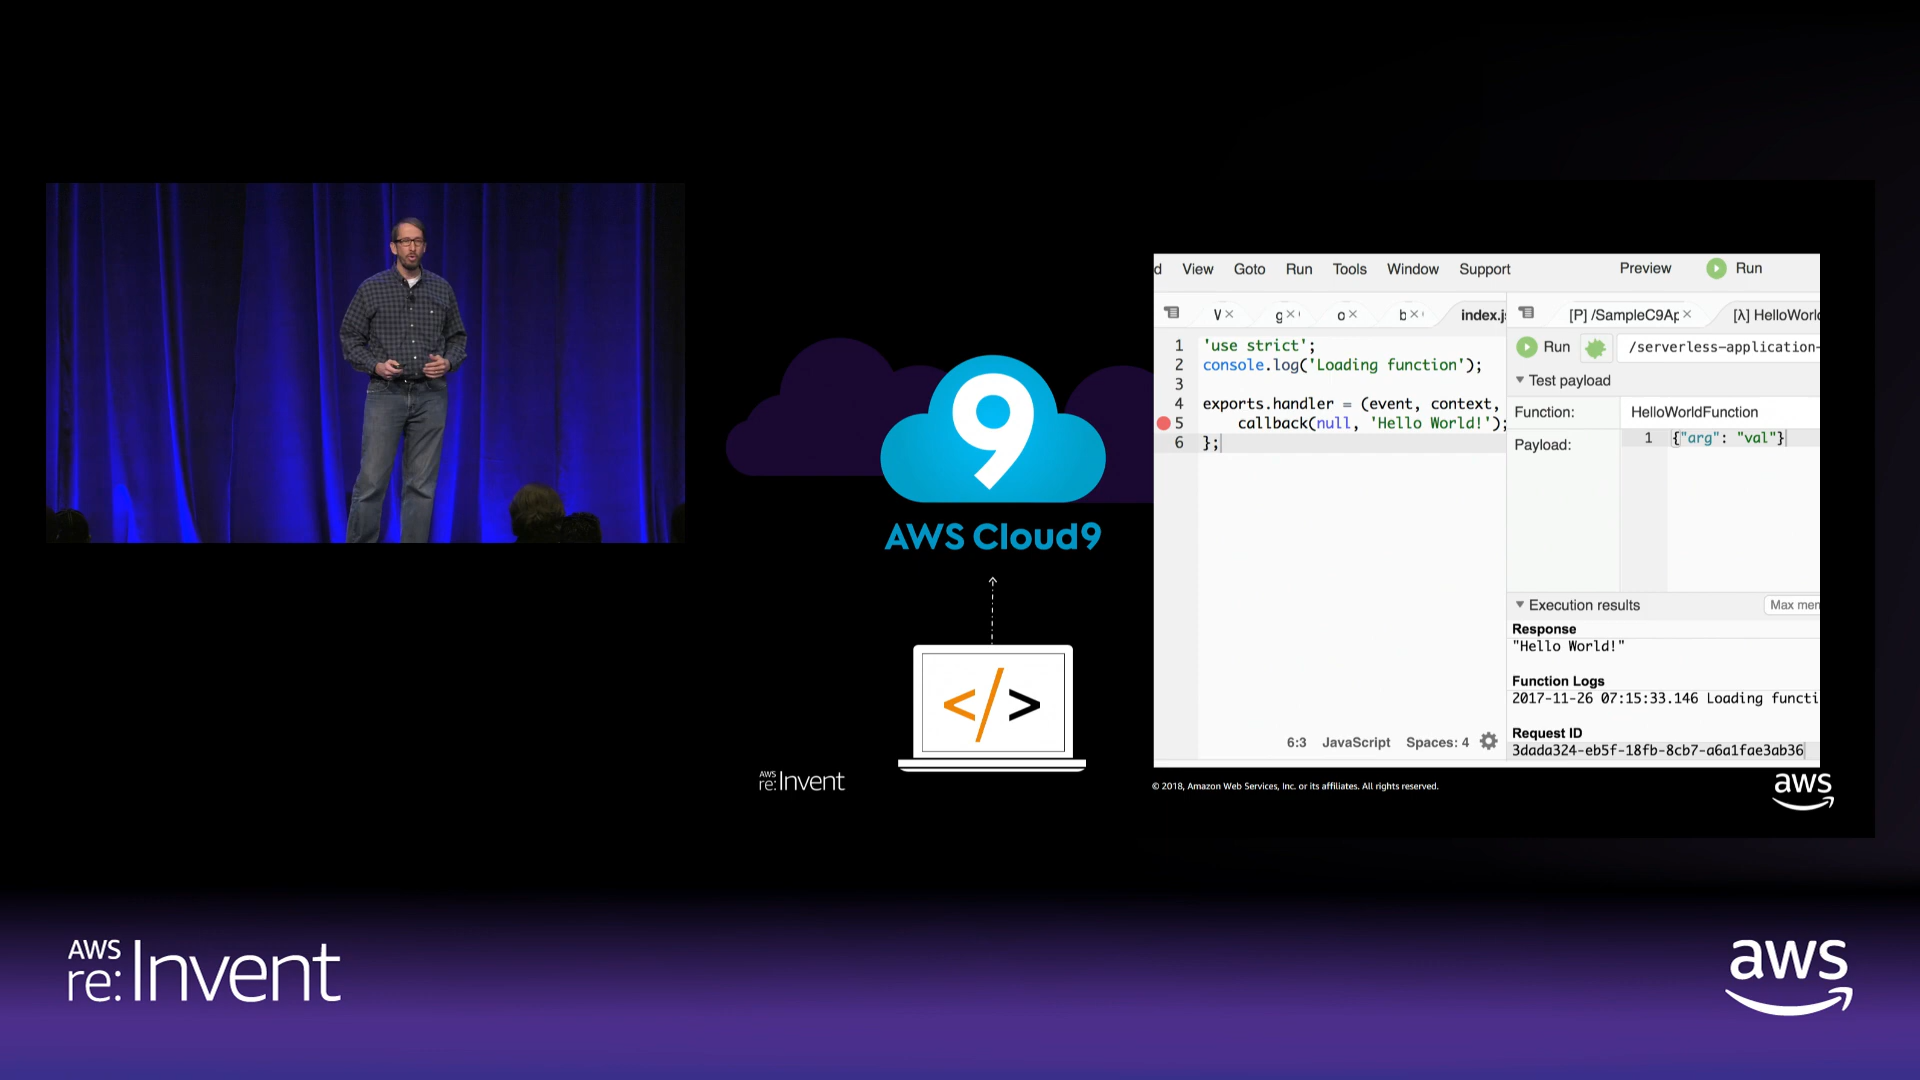 9
AWS Cloud9
</>
AWS
re:Invent
d View Goto Run Tools Window Support Preview Run
V g o b index.js [P] /SampleC9Ap [λ] HelloWorld
1 'use strict';
2 console.log('Loading function');
3
4 exports.handler = (event, context,
5 callback(null, 'Hello World!');
6 };
6:3 JavaScript Spaces: 4
Run /serverless-application-
Test payload
Function: HelloWorldFunction
Payload: 1 {"arg": "val"}
Execution results Max mem
Response
"Hello World!"
Function Logs
2017-11-26 07:15:33.146 Loading functi
Request ID
3dada324-eb5f-18fb-8cb7-a6a1fae3ab36
© 2018, Amazon Web Services, Inc. or its affiliates. All rights reserved.
aws
AWS
re:Invent
aws